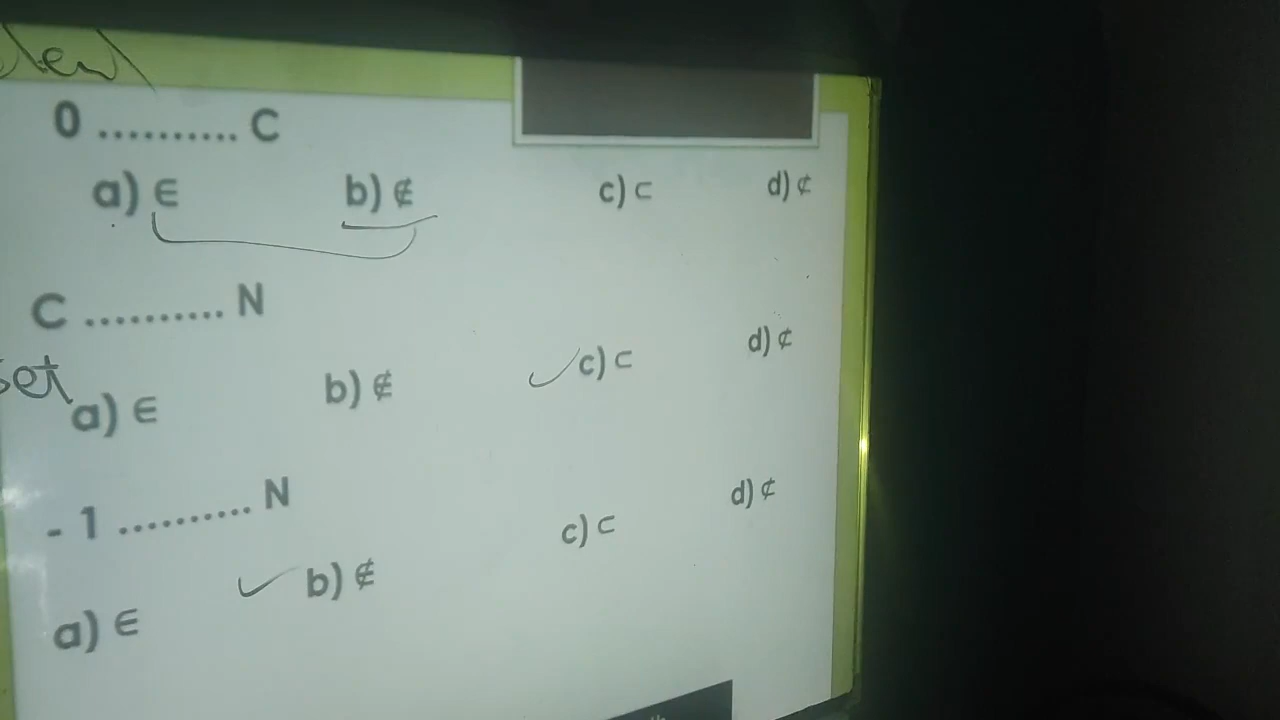 0 .......... C
a) ∈ b) ∉ c) ⊂ d) ⊄
C .......... N
set
a) ∈ b) ∉ c) ⊂ d) ⊄
- 1 .......... N
a) ∈ b) ∉ c) ⊂ d) ⊄